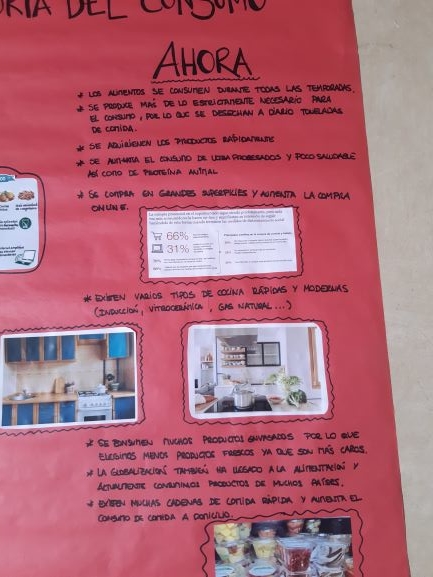 DEL CONSUMO
AHORA
* LOS ALIMENTOS SE CONSUMEN DURANTE TODAS LAS TEMPORADAS.
* SE PRODUCE MÁS DE LO ESTRICTAMENTE NECESARIO PARA
EL CONSUMO, POR LO QUE SE DESECHAN A DIARIO TONELADAS
DE COMIDA.
* SE ADQUIEREN LOS PRODUCTOS RÁPIDAMENTE
* SE AUMENTA EL CONSUMO DE ULTRAPROCESADOS Y POCO SALUDABLE
ASÍ COMO DE PROTEÍNA ANIMAL
* SE COMPRA EN GRANDES SUPERFICIES Y AUMENTA LA COMPRA
ONLINE.
66%
31%
* EXISTEN VARIOS TIPOS DE COCINA RÁPIDAS Y MODERNAS
(INDUCCIÓN, VITROCERÁMICA, GAS NATURAL...)
* SE CONSUMEN MUCHOS PRODUCTOS ENVASADOS POR LO QUE
ELEGIMOS MENOS PRODUCTOS FRESCOS YA QUE SON MÁS CAROS.
* LA GLOBALIZACIÓN TAMBIÉN HA LLEGADO A LA ALIMENTACIÓN Y
ACTUALMENTE CONSUMIMOS PRODUCTOS DE MUCHOS PAÍSES.
* EXISTEN MUCHAS CADENAS DE COMIDA RÁPIDA Y AUMENTA EL
CONSUMO DE COMIDA A DOMICILIO.